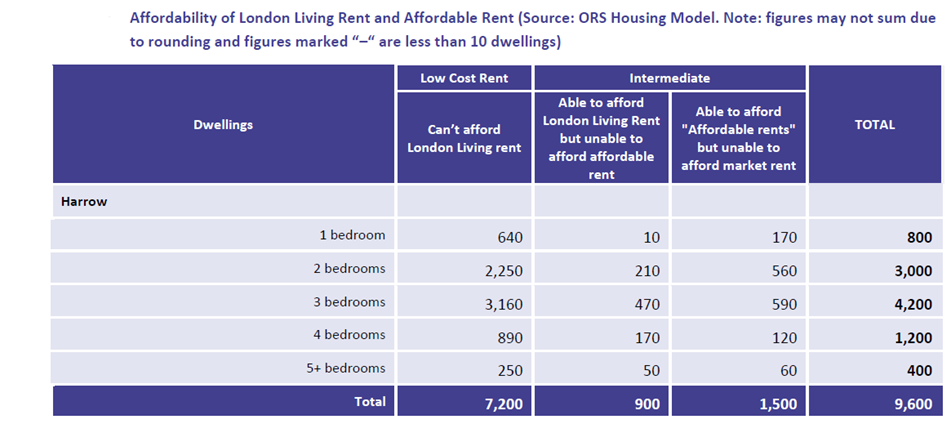 Affordability of London Living Rent and Affordable Rent (Source: ORS Housing Model. Note: figures may not sum due
to rounding and figures marked “–“ are less than 10 dwellings)
Dwellings
Low Cost Rent
Intermediate
TOTAL
Can’t afford
London Living rent
Able to afford
London Living Rent
but unable to
afford affordable
rent
Able to afford
"Affordable rents"
but unable to
afford market rent
Harrow
1 bedroom 640 10 170 800
2 bedrooms 2,250 210 560 3,000
3 bedrooms 3,160 470 590 4,200
4 bedrooms 890 170 120 1,200
5+ bedrooms 250 50 60 400
Total 7,200 900 1,500 9,600